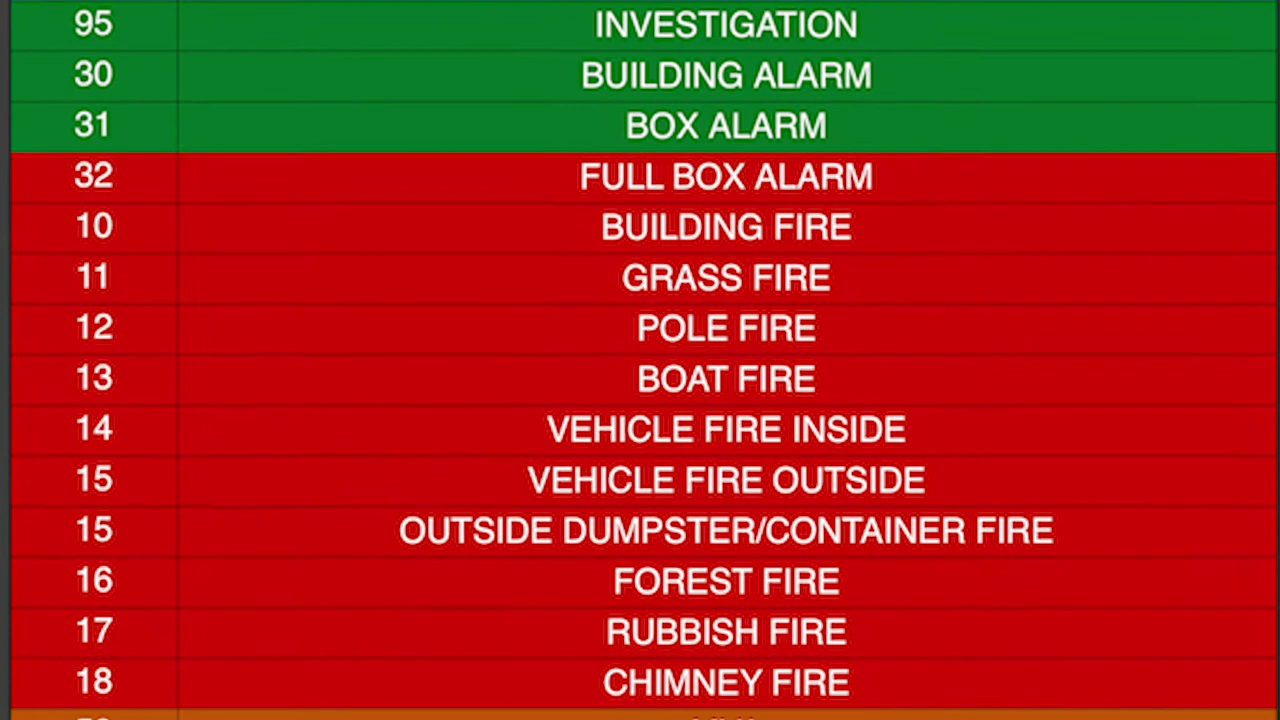 95 INVESTIGATION
30 BUILDING ALARM
31 BOX ALARM
32 FULL BOX ALARM
10 BUILDING FIRE
11 GRASS FIRE
12 POLE FIRE
13 BOAT FIRE
14 VEHICLE FIRE INSIDE
15 VEHICLE FIRE OUTSIDE
15 OUTSIDE DUMPSTER/CONTAINER FIRE
16 FOREST FIRE
17 RUBBISH FIRE
18 CHIMNEY FIRE